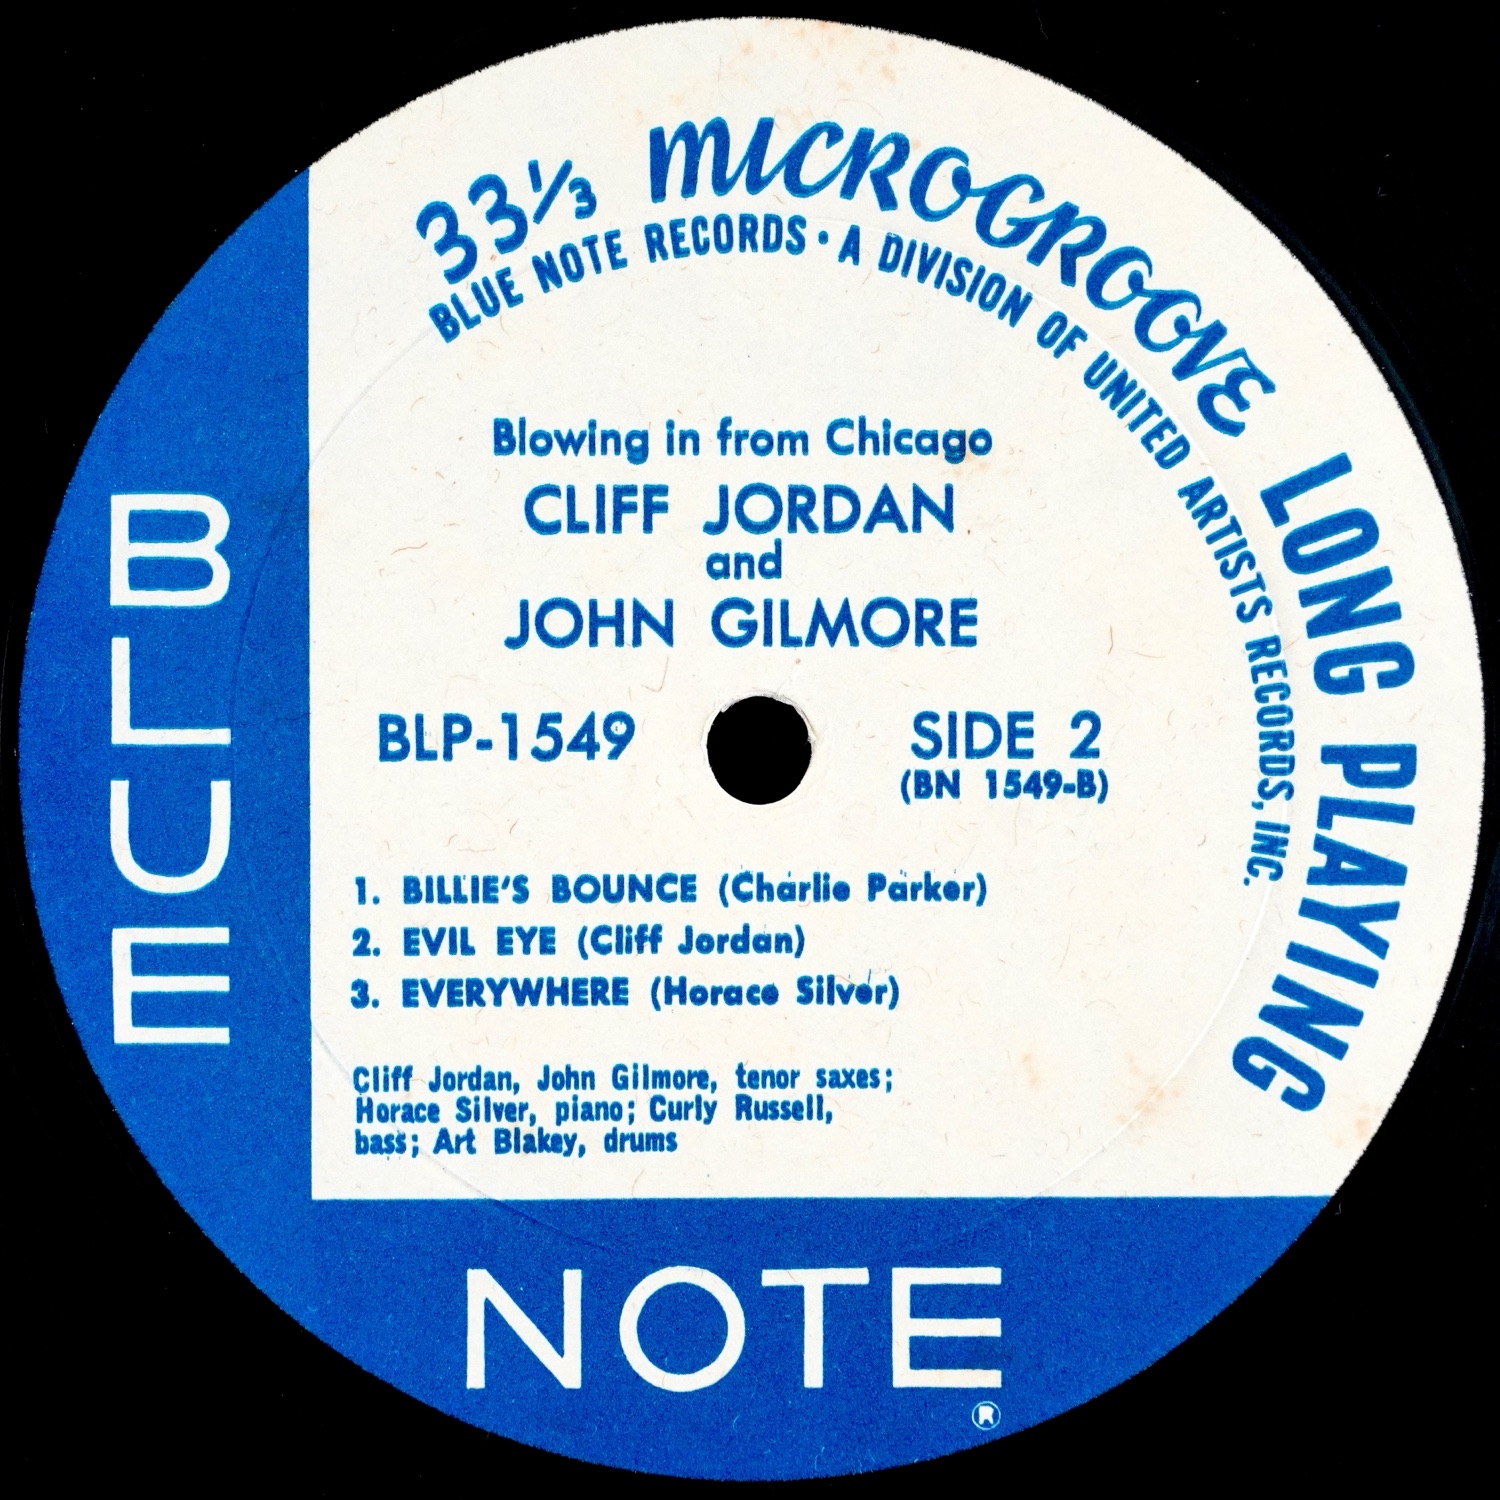 33⅓ MICROGROOVE LONG PLAYING
BLUE NOTE RECORDS · A DIVISION OF UNITED ARTISTS RECORDS, INC.
Blowing in from Chicago
CLIFF JORDAN
and
JOHN GILMORE
BLP-1549
SIDE 2
(BN 1549-B)
1. BILLIE'S BOUNCE (Charlie Parker)
2. EVIL EYE (Cliff Jordan)
3. EVERYWHERE (Horace Silver)
Cliff Jordan, John Gilmore, tenor saxes;
Horace Silver, piano; Curly Russell,
bass; Art Blakey, drums
BLUE
NOTE
®